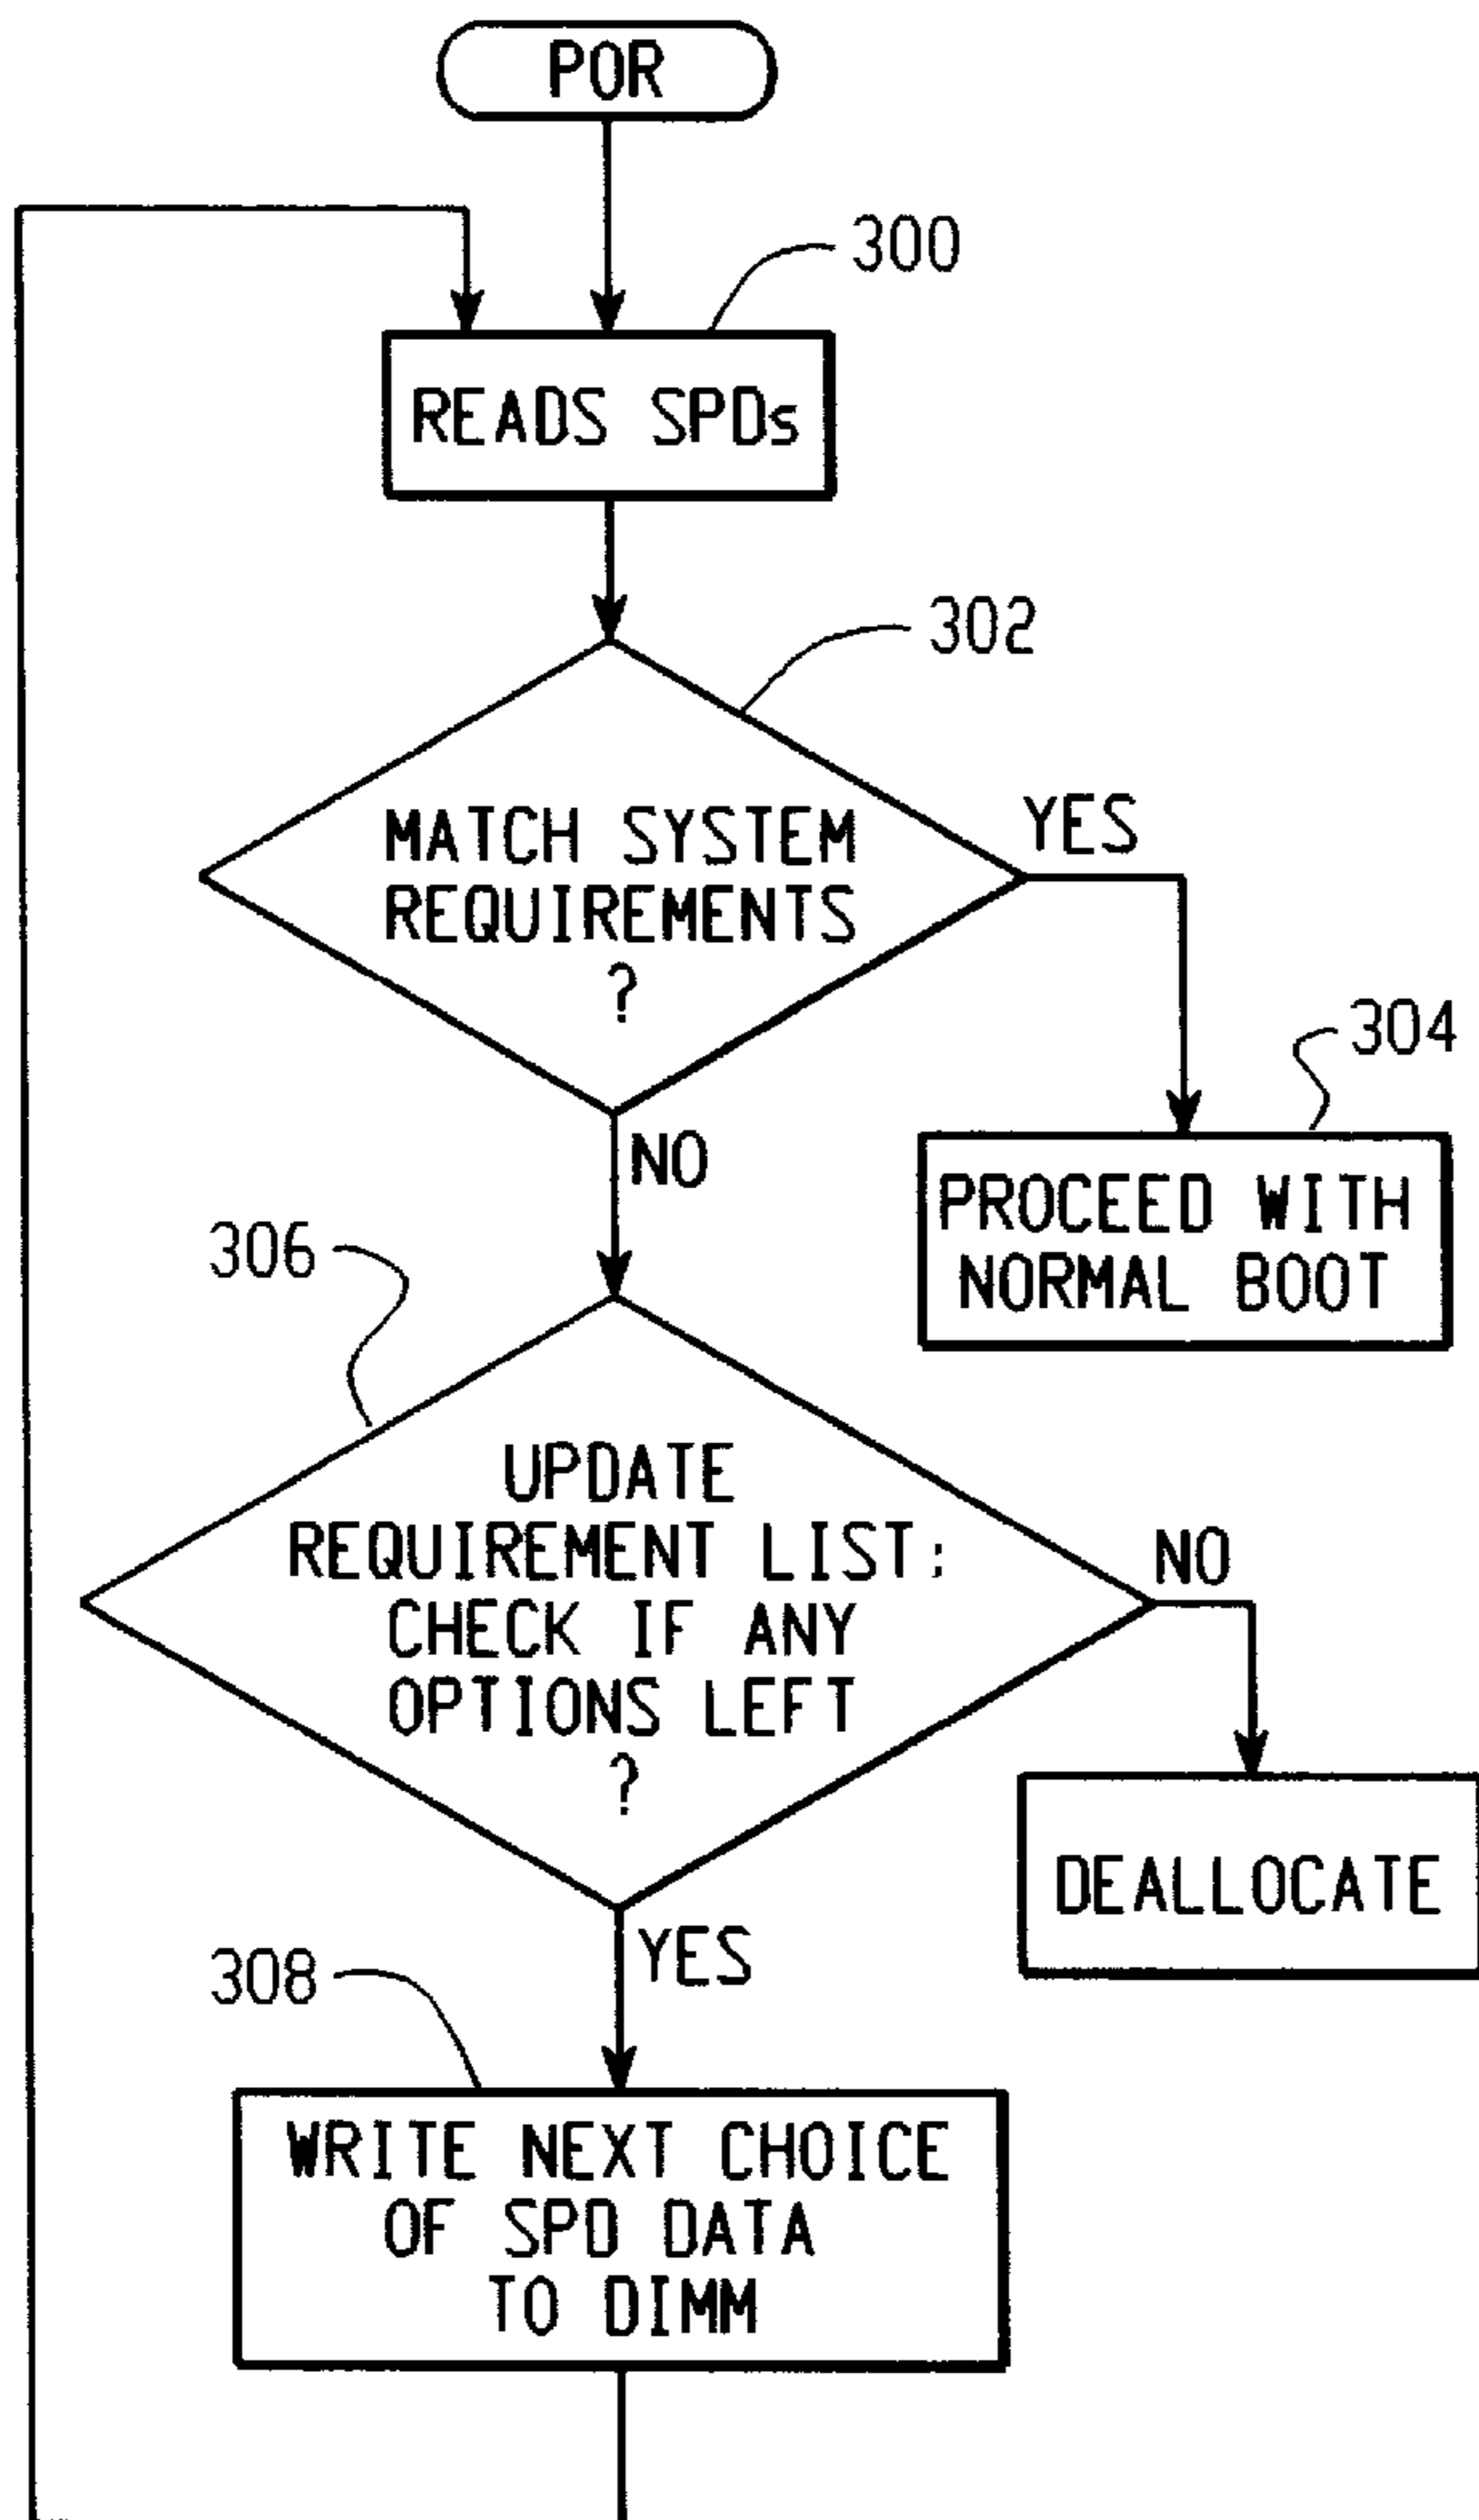 POR
300
READS SPDs
302
MATCH SYSTEM
REQUIREMENTS
?
YES
NO
304
PROCEED WITH
NORMAL BOOT
306
UPDATE
REQUIREMENT LIST;
CHECK IF ANY
OPTIONS LEFT
?
NO
DEALLOCATE
YES
308
WRITE NEXT CHOICE
OF SPD DATA
TO DIMM